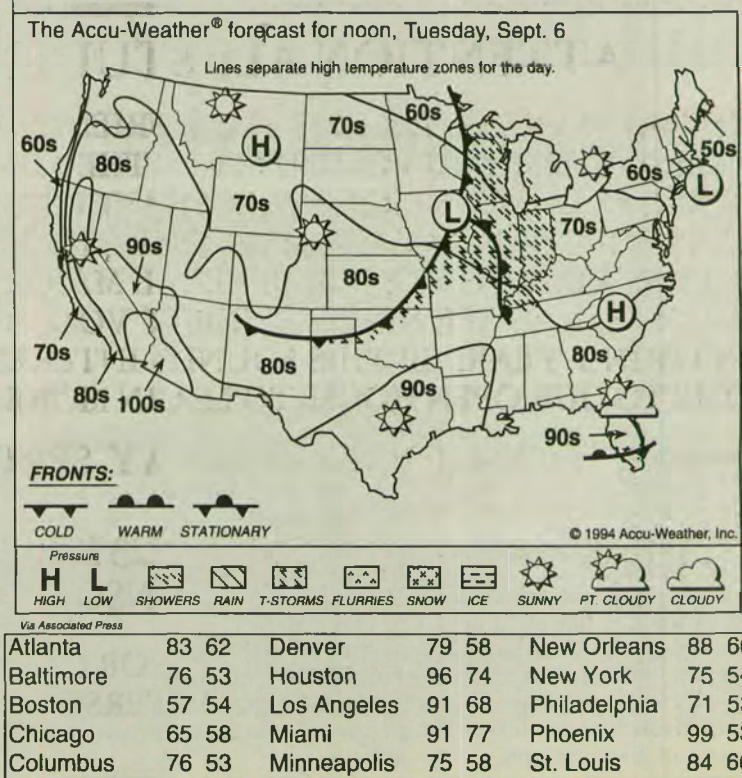 The Accu-Weather® forecast for noon, Tuesday, Sept. 6
Lines separate high temperature zones for the day.
60s
70s
60s
50s
H
80s
60s
L
70s
L
70s
90s
80s
H
70s
80s
80s
80s
100s
90s
90s
FRONTS:
COLD WARM STATIONARY
© 1994 Accu-Weather, Inc.
Pressure
H L
HIGH LOW SHOWERS RAIN T-STORMS FLURRIES SNOW ICE SUNNY PT. CLOUDY CLOUDY
Via Associated Press
Atlanta 83 62 Denver 79 58 New Orleans 88
Baltimore 76 53 Houston 96 74 New York 75
Boston 57 54 Los Angeles 91 68 Philadelphia 71
Chicago 65 58 Miami 91 77 Phoenix 99
Columbus 76 53 Minneapolis 75 58 St. Louis 84